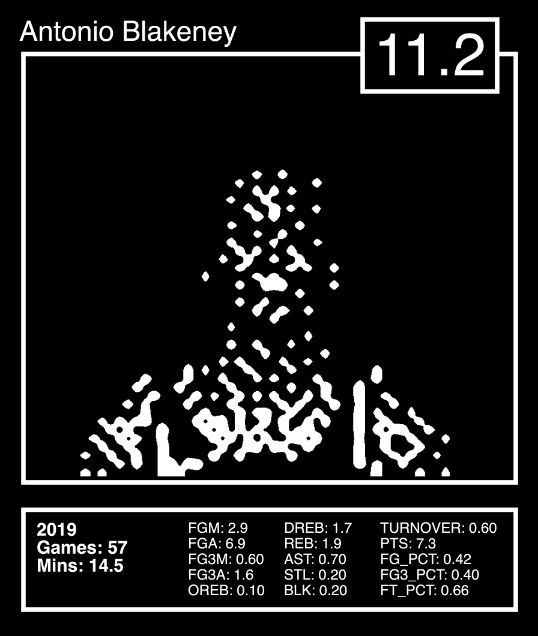 Antonio Blakeney
11.2
2019
Games: 57
Mins: 14.5
FGM: 2.9
FGA: 6.9
FG3M: 0.60
FG3A: 1.6
OREB: 0.10
DREB: 1.7
REB: 1.9
AST: 0.70
STL: 0.20
BLK: 0.20
TURNOVER: 0.60
PTS: 7.3
FG_PCT: 0.42
FG3_PCT: 0.40
FT_PCT: 0.66